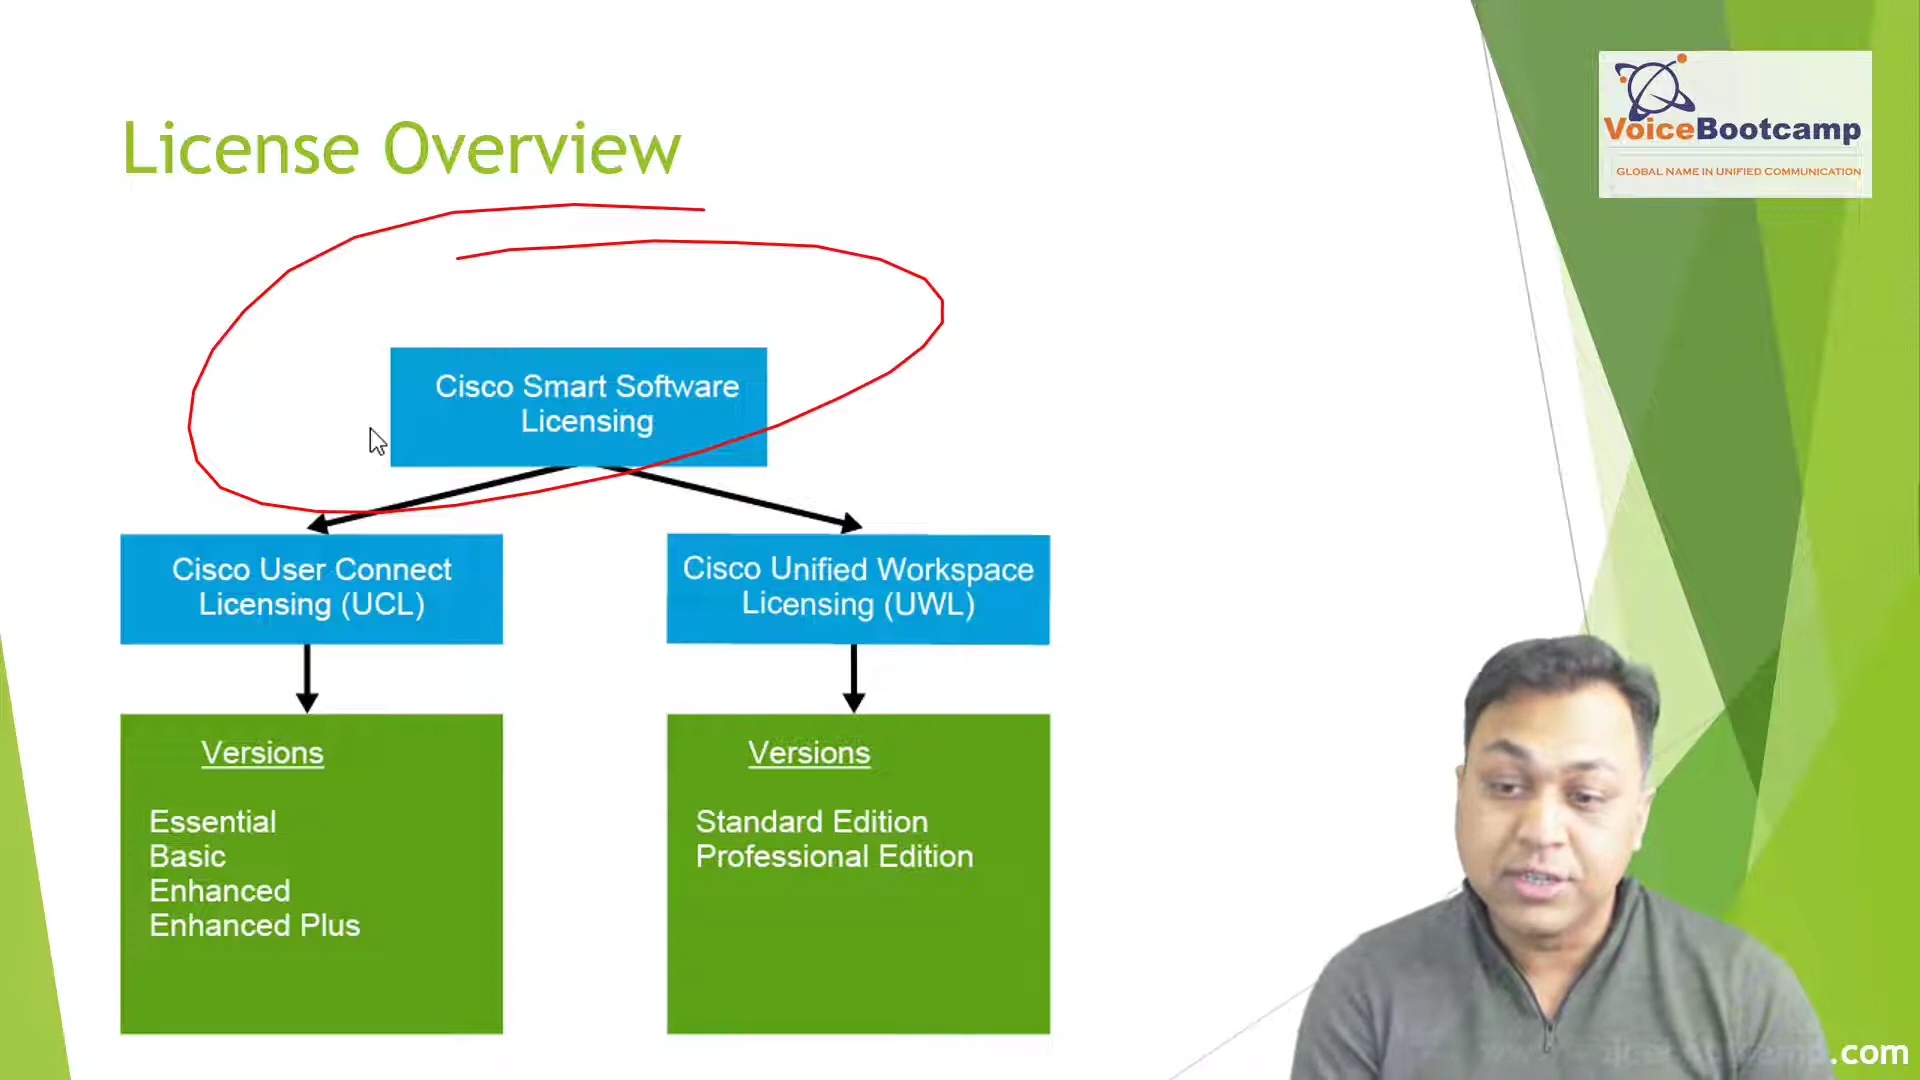 License Overview
VoiceBootcamp
GLOBAL NAME IN UNIFIED COMMUNICATION
Cisco Smart Software
Licensing
Cisco User Connect
Licensing (UCL)
Cisco Unified Workspace
Licensing (UWL)
Versions
Essential
Basic
Enhanced
Enhanced Plus
Versions
Standard Edition
Professional Edition
.com